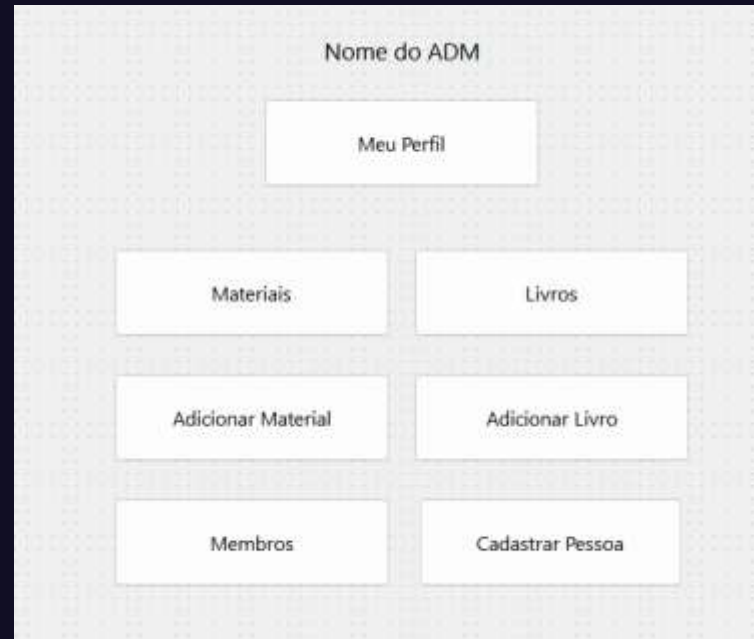 Nome do ADM
Meu Perfil
Materiais
Livros
Adicionar Material
Adicionar Livro
Membros
Cadastrar Pessoa